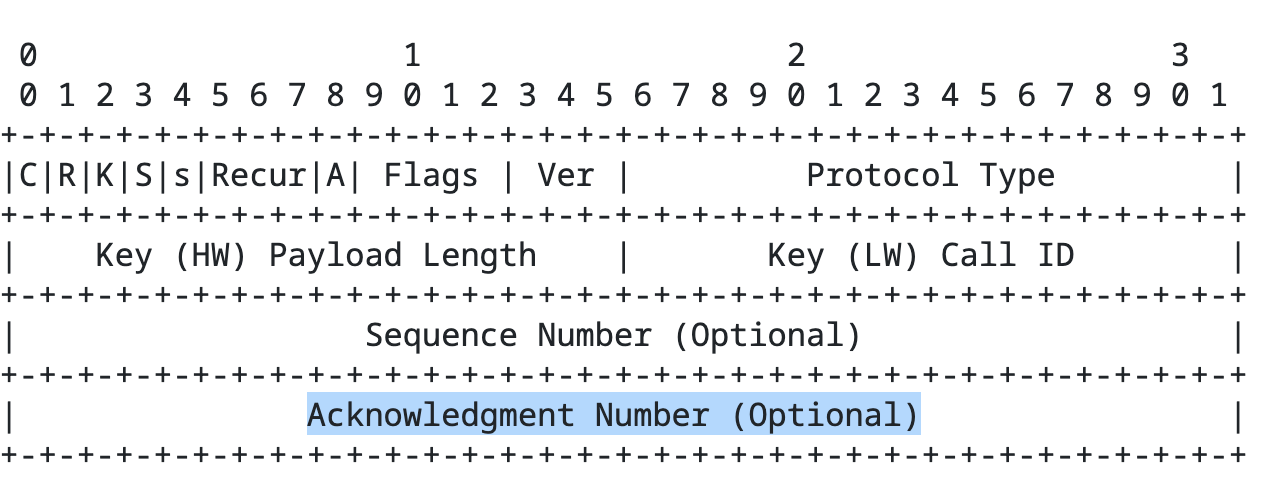 0                   1                   2                   3
 0 1 2 3 4 5 6 7 8 9 0 1 2 3 4 5 6 7 8 9 0 1 2 3 4 5 6 7 8 9 0 1
+-+-+-+-+-+-+-+-+-+-+-+-+-+-+-+-+-+-+-+-+-+-+-+-+-+-+-+-+-+-+-+-+
|C|R|K|S|s|Recur|A| Flags | Ver |         Protocol Type         |
+-+-+-+-+-+-+-+-+-+-+-+-+-+-+-+-+-+-+-+-+-+-+-+-+-+-+-+-+-+-+-+-+
|    Key (HW) Payload Length    |       Key (LW) Call ID        |
+-+-+-+-+-+-+-+-+-+-+-+-+-+-+-+-+-+-+-+-+-+-+-+-+-+-+-+-+-+-+-+-+
|                  Sequence Number (Optional)                   |
+-+-+-+-+-+-+-+-+-+-+-+-+-+-+-+-+-+-+-+-+-+-+-+-+-+-+-+-+-+-+-+-+
|               Acknowledgment Number (Optional)                |
+-+-+-+-+-+-+-+-+-+-+-+-+-+-+-+-+-+-+-+-+-+-+-+-+-+-+-+-+-+-+-+-+